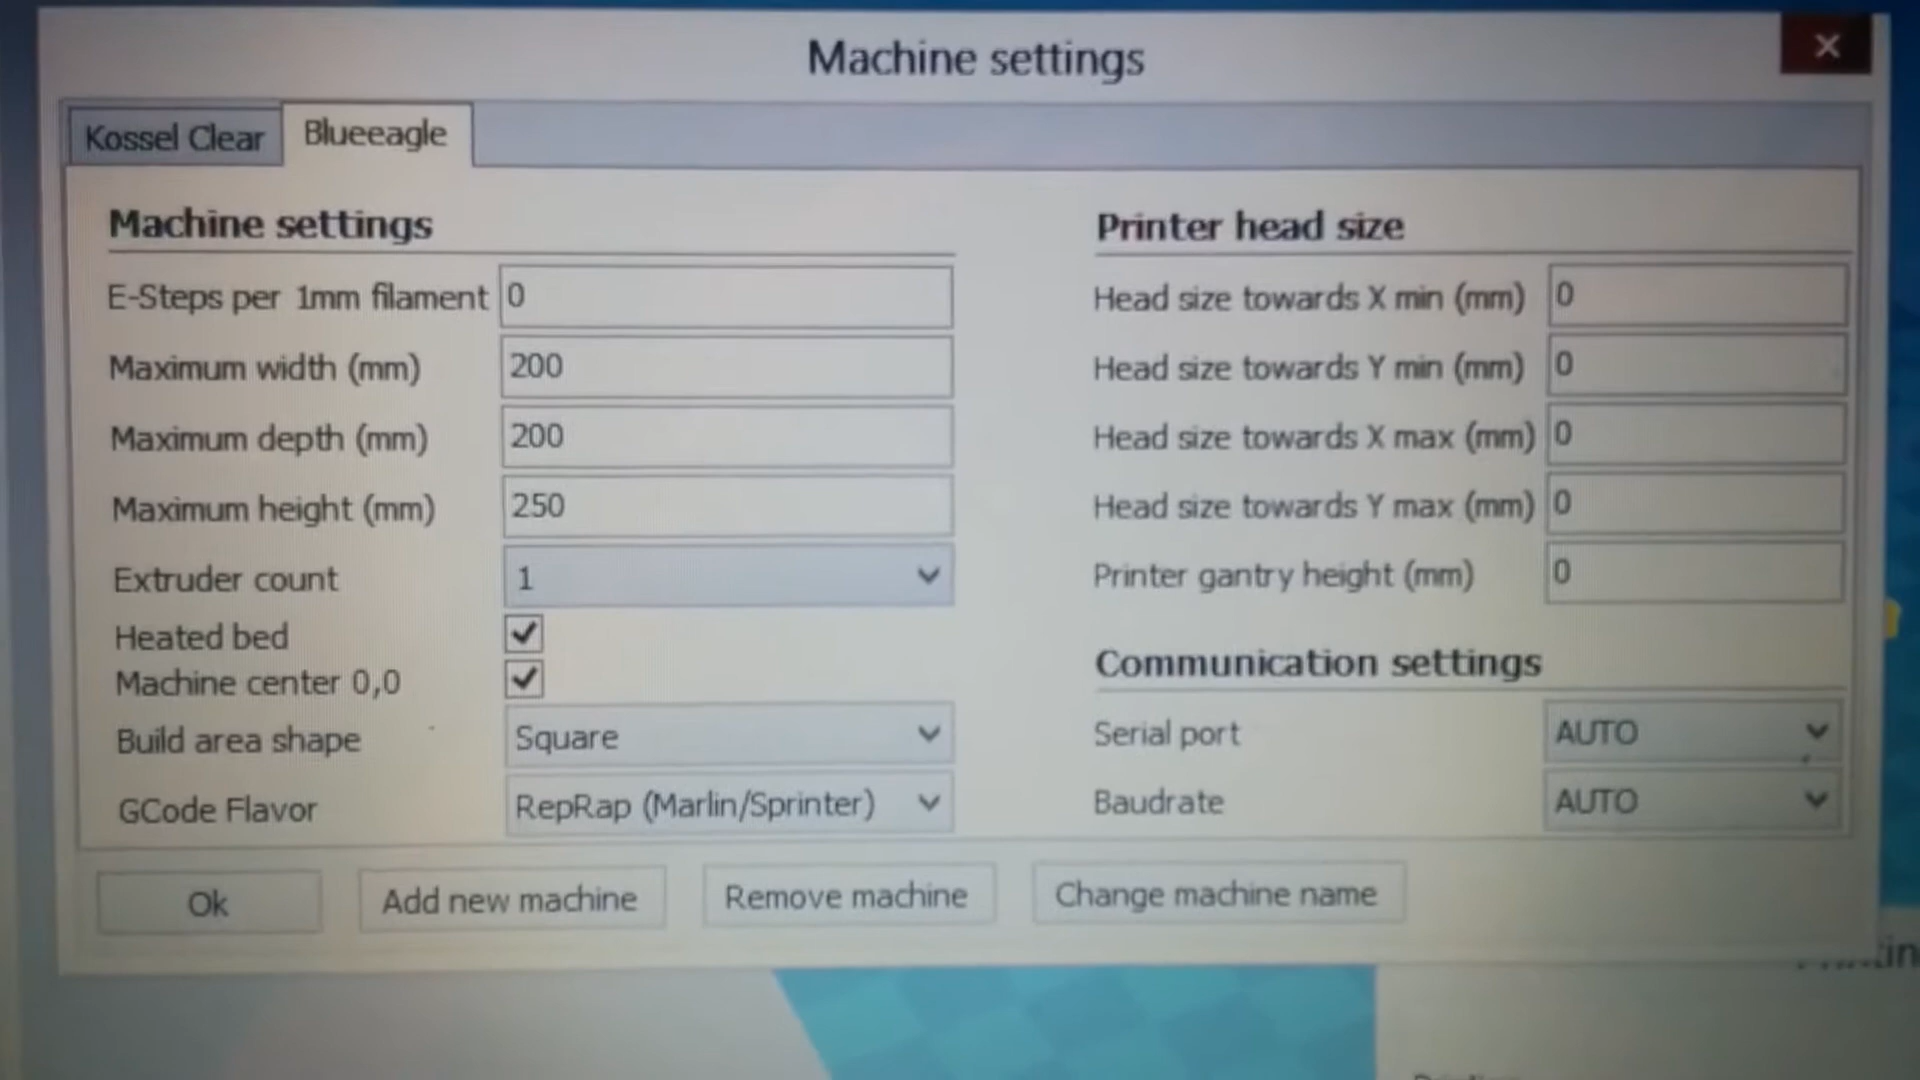 Machine settings
Kossel Clear
Blueeagle
Machine settings
E-Steps per 1mm filament 0
Maximum width (mm) 200
Maximum depth (mm) 200
Maximum height (mm) 250
Extruder count 1
Heated bed
Machine center 0,0
Build area shape Square
GCode Flavor RepRap (Marlin/Sprinter)
Printer head size
Head size towards X min (mm) 0
Head size towards Y min (mm) 0
Head size towards X max (mm) 0
Head size towards Y max (mm) 0
Printer gantry height (mm) 0
Communication settings
Serial port AUTO
Baudrate AUTO
Ok
Add new machine
Remove machine
Change machine name